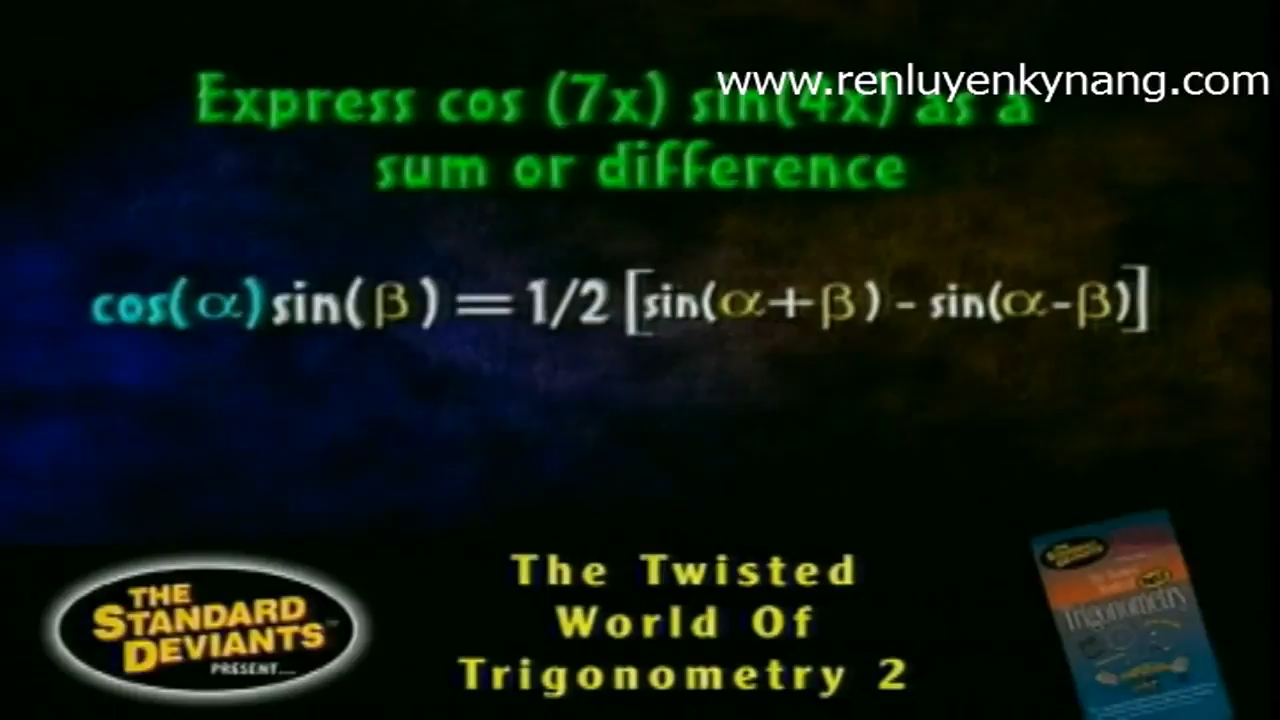 www.renluyenkynang.com
Express cos (7x) sin(4x) as a
sum or difference
cos(α)sin(β) = 1/2 [sin(α+β) - sin(α-β)]
THE
STANDARD
DEVIANTS
PRESENT....
The Twisted
World Of
Trigonometry 2
Trigonometry